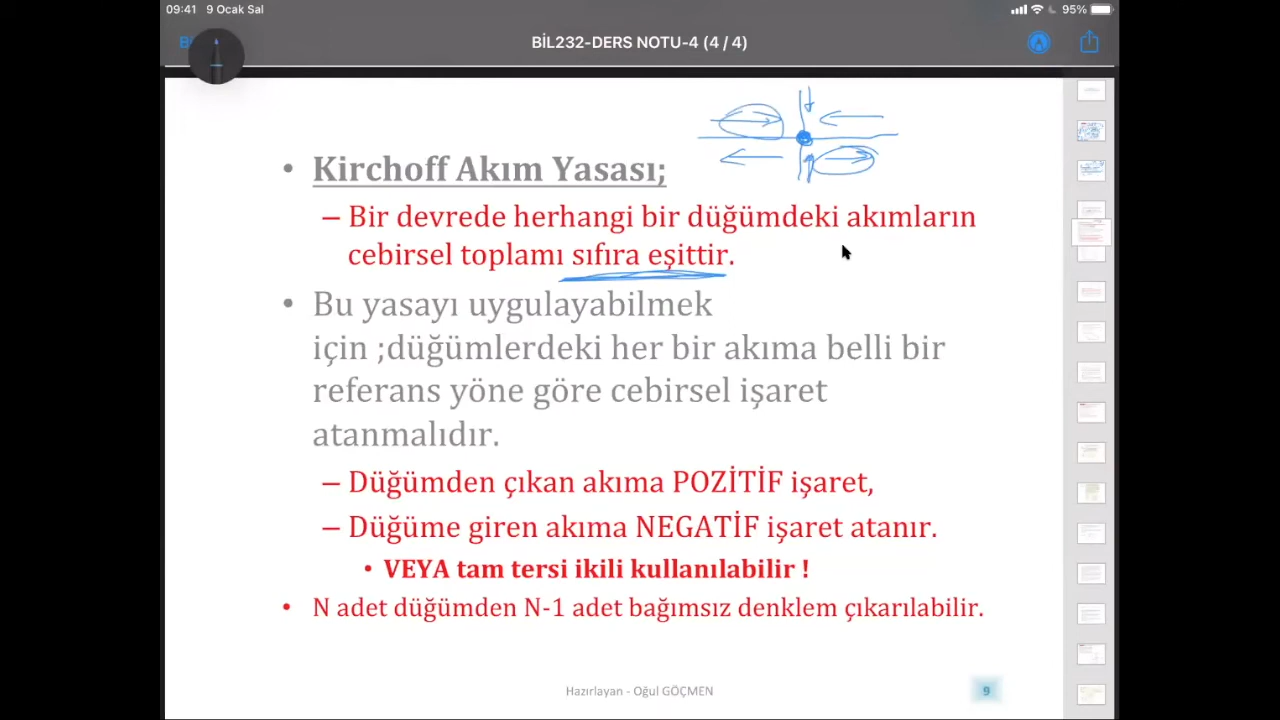 09:41 9 Ocak Sal
95%
BİL232-DERS NOTU-4 (4 / 4)
• Kirchoff Akım Yasası;
– Bir devrede herhangi bir düğümdeki akımların
cebirsel toplamı sıfıra eşittir.
• Bu yasayı uygulayabilmek
için ;düğümlerdeki her bir akıma belli bir
referans yöne göre cebirsel işaret
atanmalıdır.
– Düğümden çıkan akıma POZİTİF işaret,
– Düğüme giren akıma NEGATİF işaret atanır.
• VEYA tam tersi ikili kullanılabilir !
• N adet düğümden N-1 adet bağımsız denklem çıkarılabilir.
Hazırlayan - Oğul GÖÇMEN
9